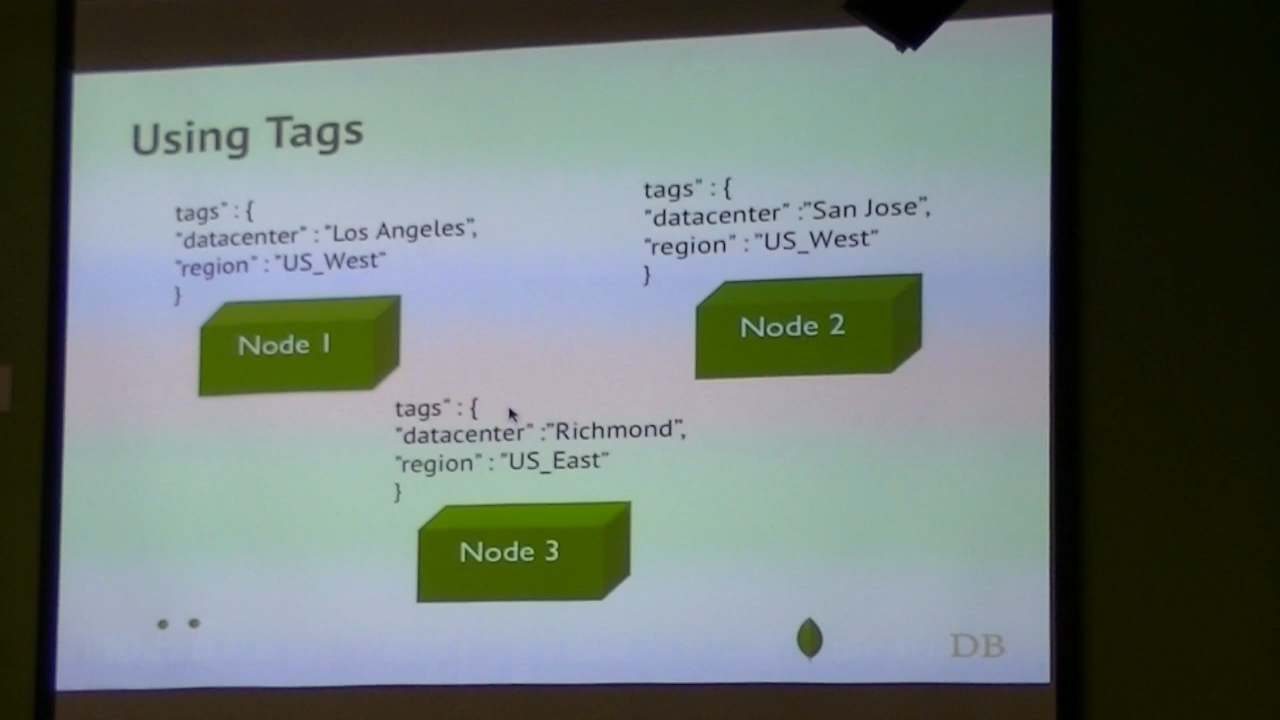 Using Tags
tags" : {
"datacenter" : "Los Angeles",
"region" : "US_West"
}
Node 1
tags" : {
"datacenter" :"San Jose",
"region" : "US_West"
}
Node 2
tags" : {
"datacenter" :"Richmond",
"region" : "US_East"
}
Node 3
DB